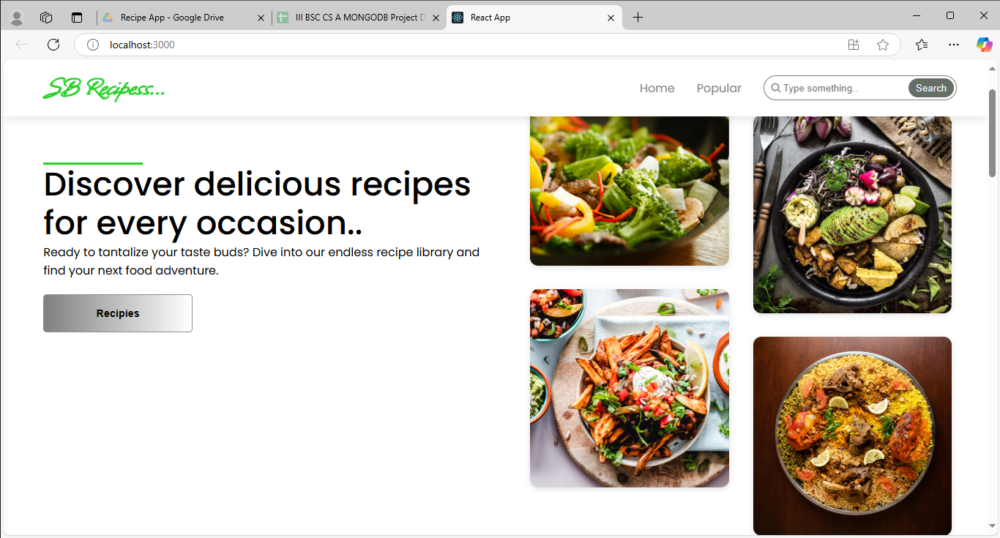 Recipe App - Google Drive
III BSC CS A MONGODB Project D
React App
localhost:3000
SB Recipess...
Home
Popular
Type something..
Search
Discover delicious recipes
for every occasion..
Ready to tantalize your taste buds? Dive into our endless recipe library and
find your next food adventure.
Recipies